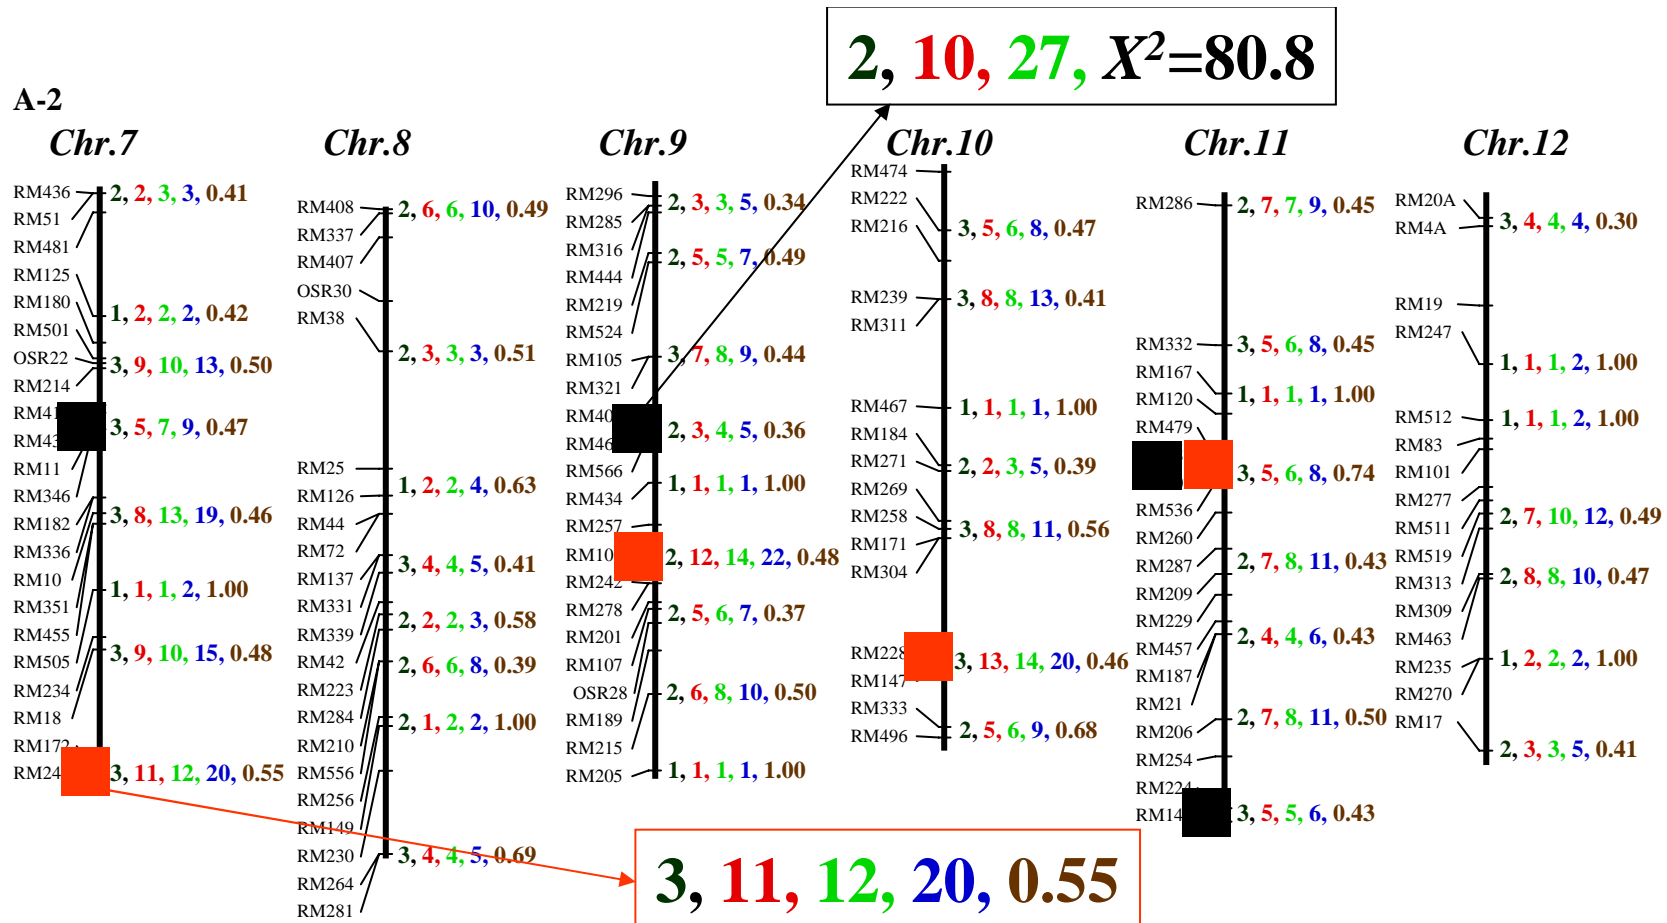 2, 10, 27, X²=80.8
A-2
Chr.7
RM436
RM51
RM481
RM125
RM180
RM501
OSR22
RM214
RM11
RM346
RM182
RM336
RM10
RM351
RM455
RM505
RM234
RM18
RM172
2, 2, 3, 3, 0.41
1, 2, 2, 2, 0.42
3, 9, 10, 13, 0.50
3, 5, 7, 9, 0.47
3, 8, 13, 19, 0.46
1, 1, 1, 2, 1.00
3, 9, 10, 15, 0.48
3, 11, 12, 20, 0.55
Chr.8
RM408
RM337
RM407
OSR30
RM38
RM25
RM126
RM44
RM72
RM137
RM331
RM339
RM42
RM223
RM284
RM210
RM556
RM256
RM149
RM230
RM264
RM281
2, 6, 6, 10, 0.49
2, 3, 3, 3, 0.51
1, 2, 2, 4, 0.63
3, 4, 4, 5, 0.41
2, 2, 2, 3, 0.58
2, 6, 6, 8, 0.39
2, 1, 2, 2, 1.00
3, 4, 4, 5, 0.69
Chr.9
RM296
RM285
RM316
RM444
RM219
RM524
RM105
RM321
RM566
RM434
RM257
RM242
RM278
RM201
RM107
OSR28
RM189
RM215
RM205
2, 3, 3, 5, 0.34
2, 5, 5, 7, 0.49
3, 7, 8, 9, 0.44
2, 3, 4, 5, 0.36
1, 1, 1, 1, 1.00
2, 12, 14, 22, 0.48
2, 5, 6, 7, 0.37
2, 6, 8, 10, 0.50
1, 1, 1, 1, 1.00
Chr.10
RM474
RM222
RM216
RM239
RM311
RM467
RM184
RM271
RM269
RM258
RM171
RM304
RM228
RM147
RM333
RM496
3, 5, 6, 8, 0.47
3, 8, 8, 13, 0.41
1, 1, 1, 1, 1.00
2, 2, 3, 5, 0.39
3, 8, 8, 11, 0.56
3, 13, 14, 20, 0.46
2, 5, 6, 9, 0.68
Chr.11
RM286
RM332
RM167
RM120
RM479
RM536
RM260
RM287
RM209
RM229
RM457
RM187
RM21
RM206
RM254
RM224
2, 7, 7, 9, 0.45
3, 5, 6, 8, 0.45
1, 1, 1, 1, 1.00
3, 5, 6, 8, 0.74
2, 7, 8, 11, 0.43
2, 4, 4, 6, 0.43
2, 7, 8, 11, 0.50
3, 5, 5, 6, 0.43
Chr.12
RM20A
RM4A
RM19
RM247
RM512
RM83
RM101
RM277
RM511
RM519
RM313
RM309
RM463
RM235
RM270
RM17
3, 4, 4, 4, 0.30
1, 1, 1, 2, 1.00
1, 1, 1, 2, 1.00
2, 7, 10, 12, 0.49
2, 8, 8, 10, 0.47
1, 2, 2, 2, 1.00
2, 3, 3, 5, 0.41
3, 11, 12, 20, 0.55